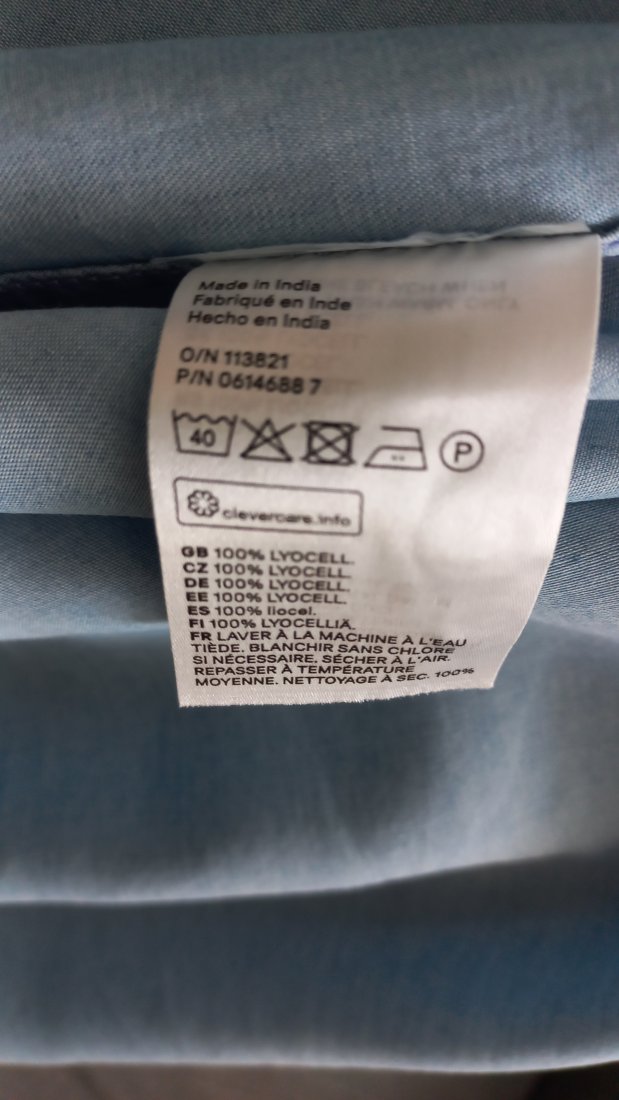 Made in India
Fabriqué en Inde
Hecho en India
O/N 113821
P/N 0614688 7
40 P
clevercare.info
GB 100% LYOCELL.
CZ 100% LYOCELL.
DE 100% LYOCELL.
EE 100% LYOCELL.
ES 100% liocel.
FI 100% LYOCELLIÄ.
FR LAVER À LA MACHINE À L'EAU
TIÈDE. BLANCHIR SANS CHLORE
SI NÉCESSAIRE. SÉCHER À L'AIR.
REPASSER À TEMPÉRATURE
MOYENNE. NETTOYAGE À SEC. 100%